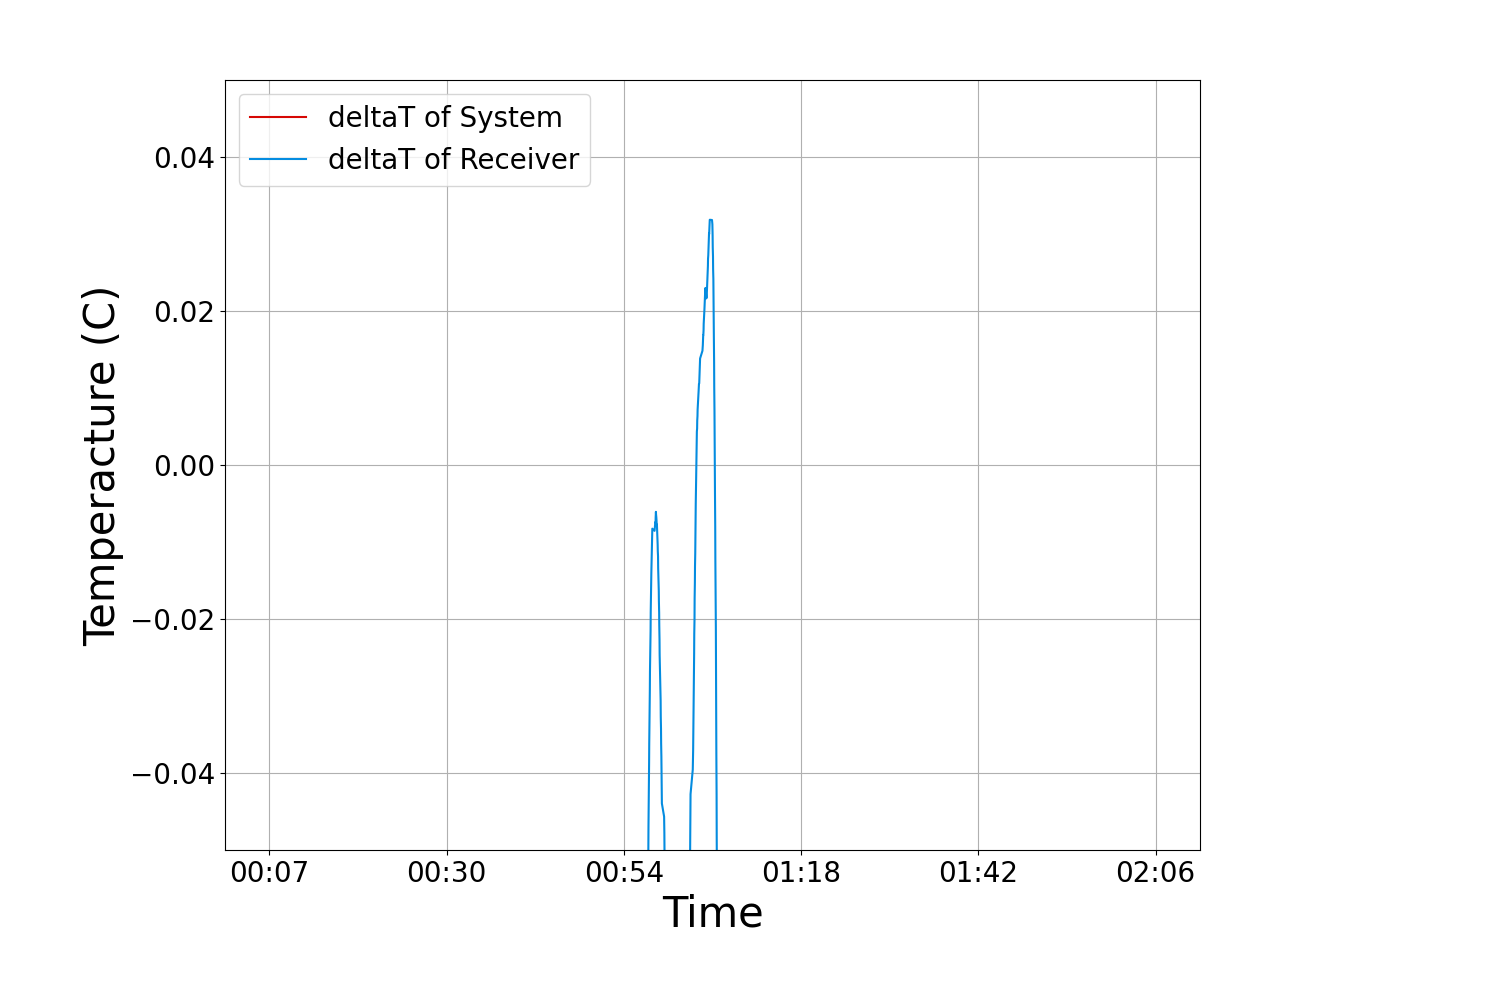 deltaT of System
deltaT of Receiver
Temperacture (C)
0.04
0.02
0.00
−0.02
−0.04
00:07 00:30 00:54 01:18 01:42 02:06
Time